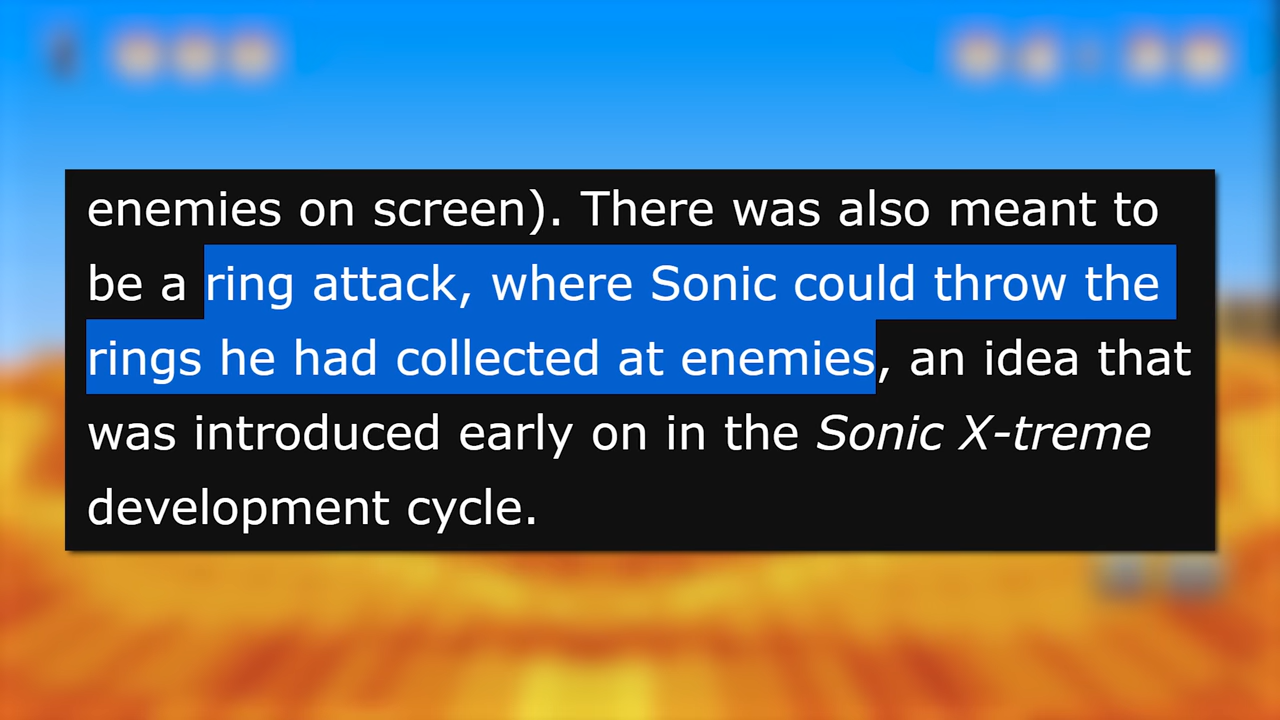 enemies on screen). There was also meant to
be a ring attack, where Sonic could throw the
rings he had collected at enemies, an idea that
was introduced early on in the Sonic X-treme
development cycle.